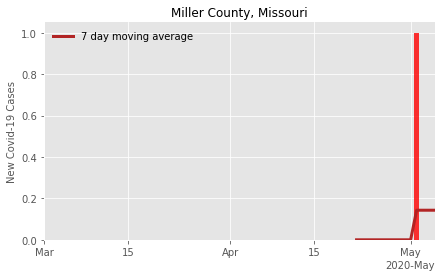 Miller County, Missouri
7 day moving average
New Covid-19 Cases
1.0
0.8
0.6
0.4
0.2
0.0
Mar
15
Apr
15
May
2020-May